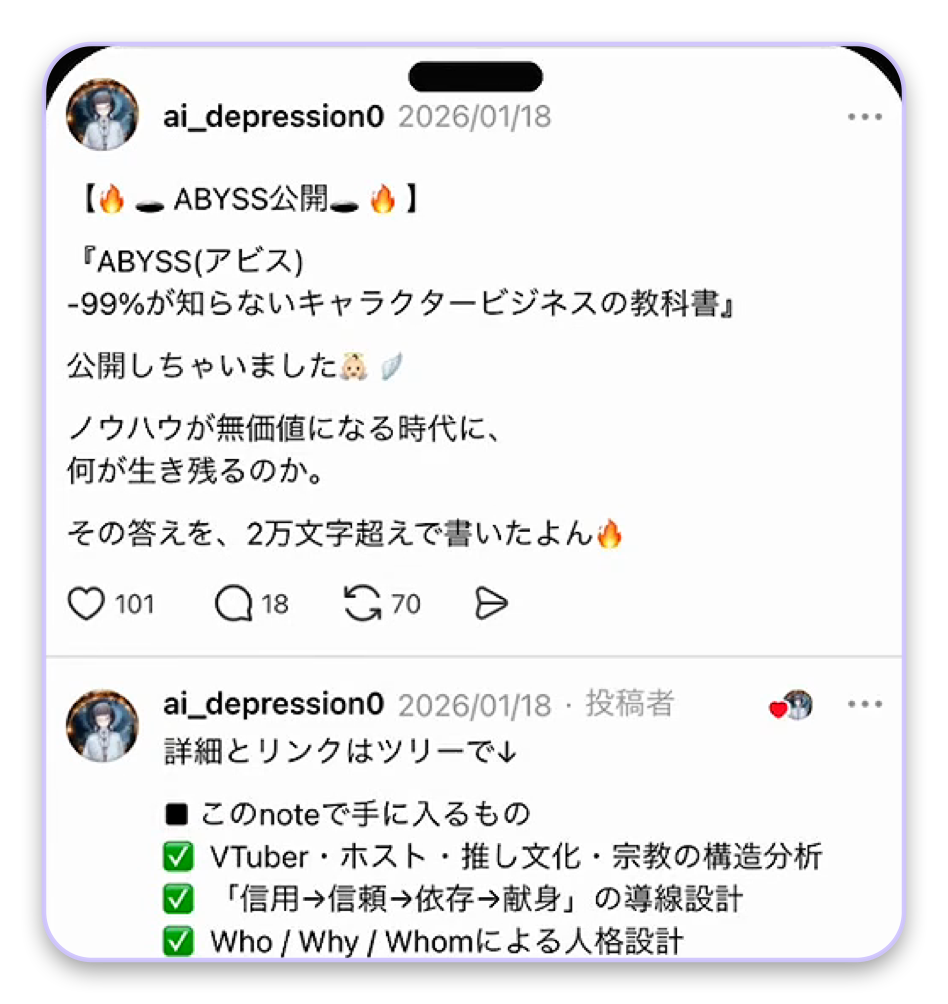 ai_depression0 2026/01/18
【🔥 🕳️ ABYSS公開🕳️ 🔥 】
『ABYSS(アビス)
-99%が知らないキャラクタービジネスの教科書』
公開しちゃいました👼🏻 🪽
ノウハウが無価値になる時代に、
何が生き残るのか。
その答えを、2万文字超えで書いたよん🔥
101 18 70
ai_depression0 2026/01/18 · 投稿者
詳細とリンクはツリーで↓
■ このnoteで手に入るもの
✅ VTuber・ホスト・推し文化・宗教の構造分析
✅ 「信用→信頼→依存→献身」の導線設計
✅ Who / Why / Whomによる人格設計